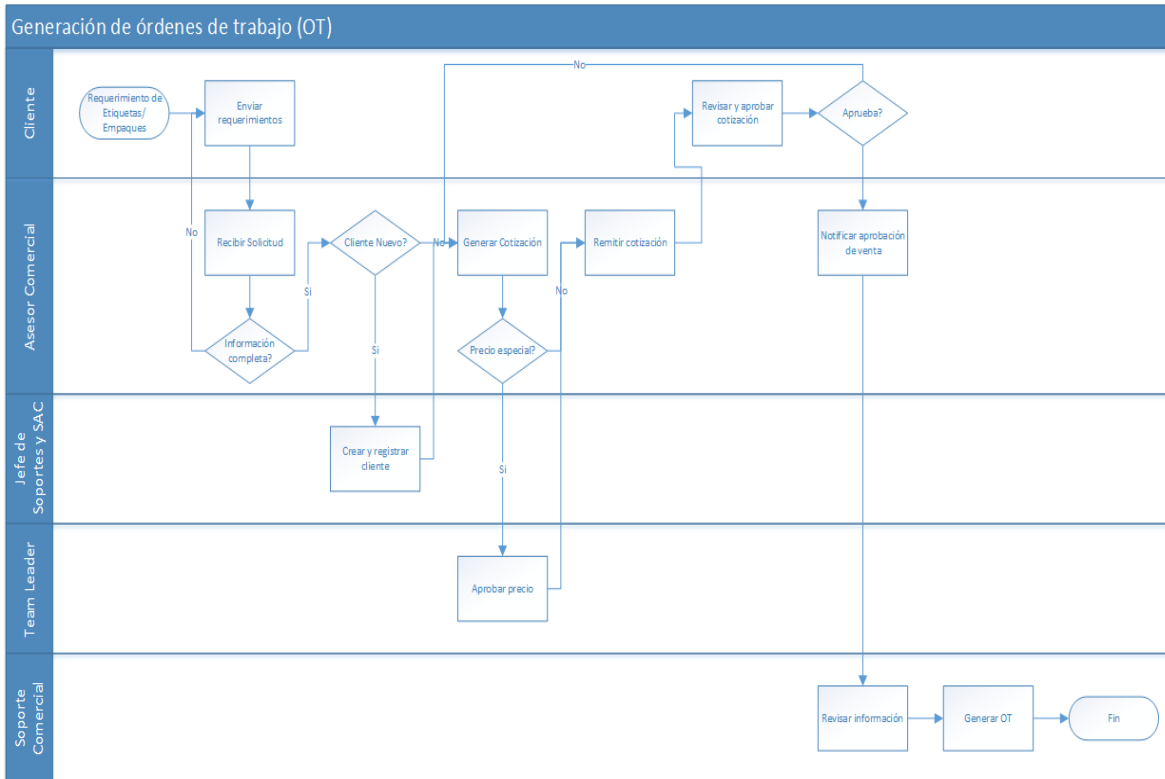 Generación de órdenes de trabajo (OT)
Cliente
Requerimiento de
Etiquetas/
Empaques
Enviar
requerimientos
No
Revisar y aprobar
cotización
Aprueba?
Asesor Comercial
No
Recibir Solicitud
Cliente Nuevo?
No
Generar Cotización
Remitir cotización
Notificar aprobación
de venta
Si
No
Información
completa?
Si
Precio especial?
Jefe de
Soportes y SAC
Crear y registrar
cliente
Si
Team Leader
Aprobar precio
Soporte
Comercial
Revisar información
Generar OT
Fin